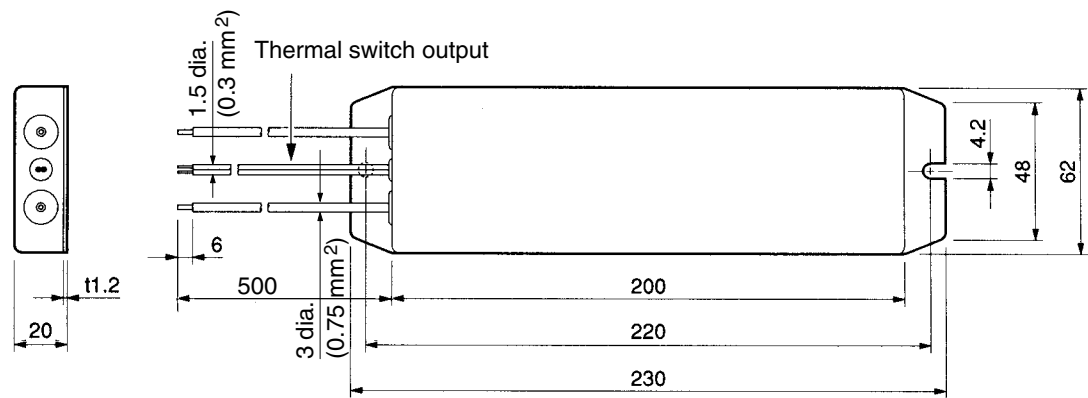 Thermal switch output
1.5 dia.
(0.3 mm²)
4.2
48
62
6
t1.2
500
200
20
3 dia.
(0.75 mm²)
220
230